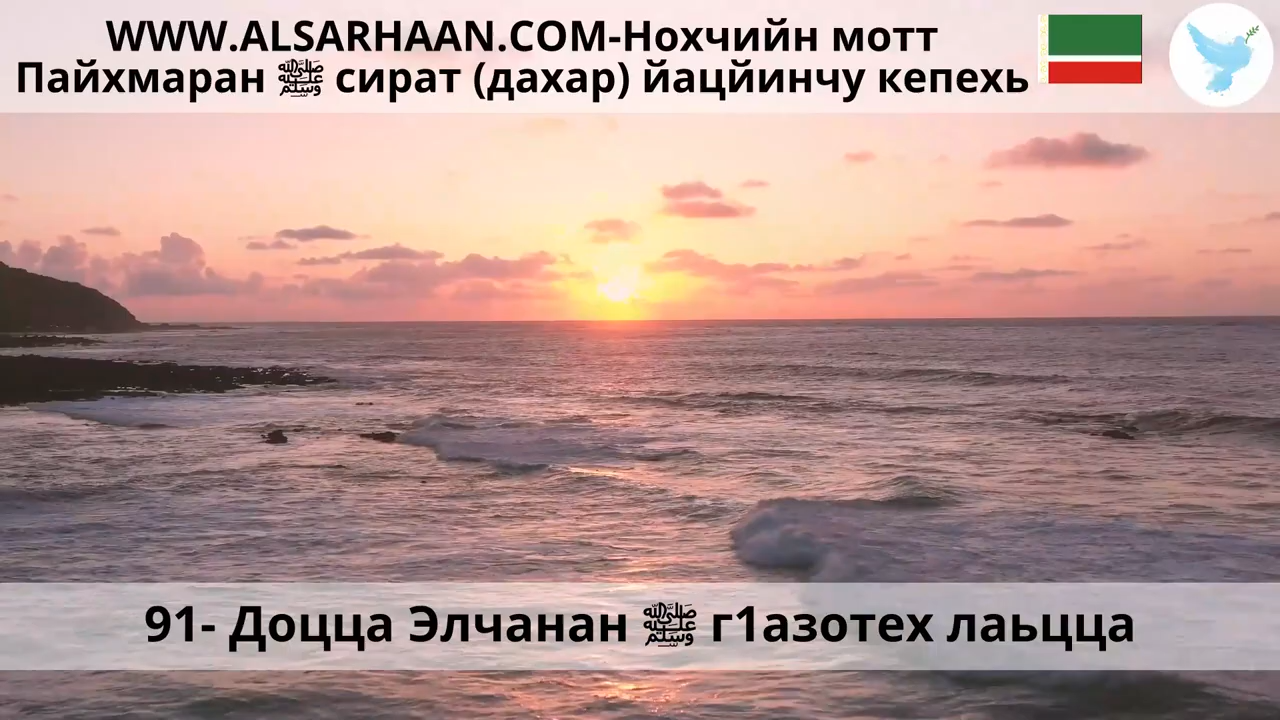 WWW.ALSARHAAN.COM-Нохчийн мотт
Пайхмаран ﷺ сират (дахар) йацйинчу кепехь
91- Доцца Элчанан ﷺ г1азотех лаьцца